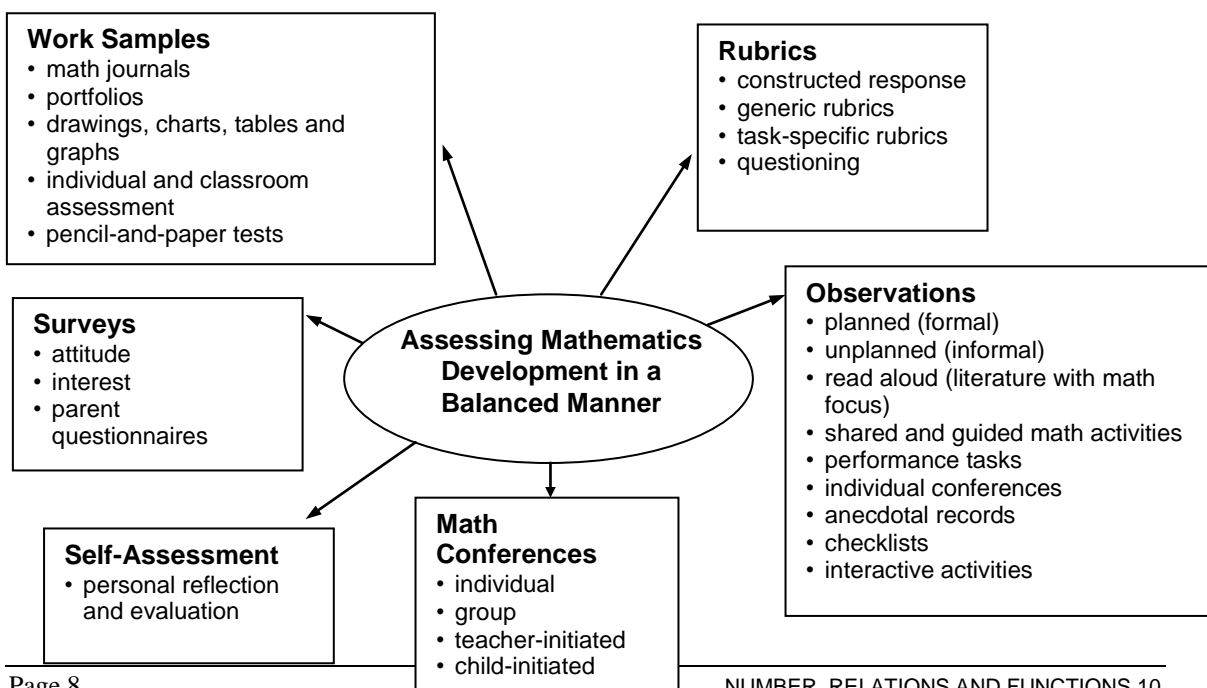 Work Samples
• math journals
• portfolios
• drawings, charts, tables and
graphs
• individual and classroom
assessment
• pencil-and-paper tests
Rubrics
• constructed response
• generic rubrics
• task-specific rubrics
• questioning
Surveys
• attitude
• interest
• parent
questionnaires
Assessing Mathematics
Development in a
Balanced Manner
Observations
• planned (formal)
• unplanned (informal)
• read aloud (literature with math
focus)
• shared and guided math activities
• performance tasks
• individual conferences
• anecdotal records
• checklists
• interactive activities
Self-Assessment
• personal reflection
and evaluation
Math
Conferences
• individual
• group
• teacher-initiated
• child-initiated
Page 8
NUMBER, RELATIONS AND FUNCTIONS 10